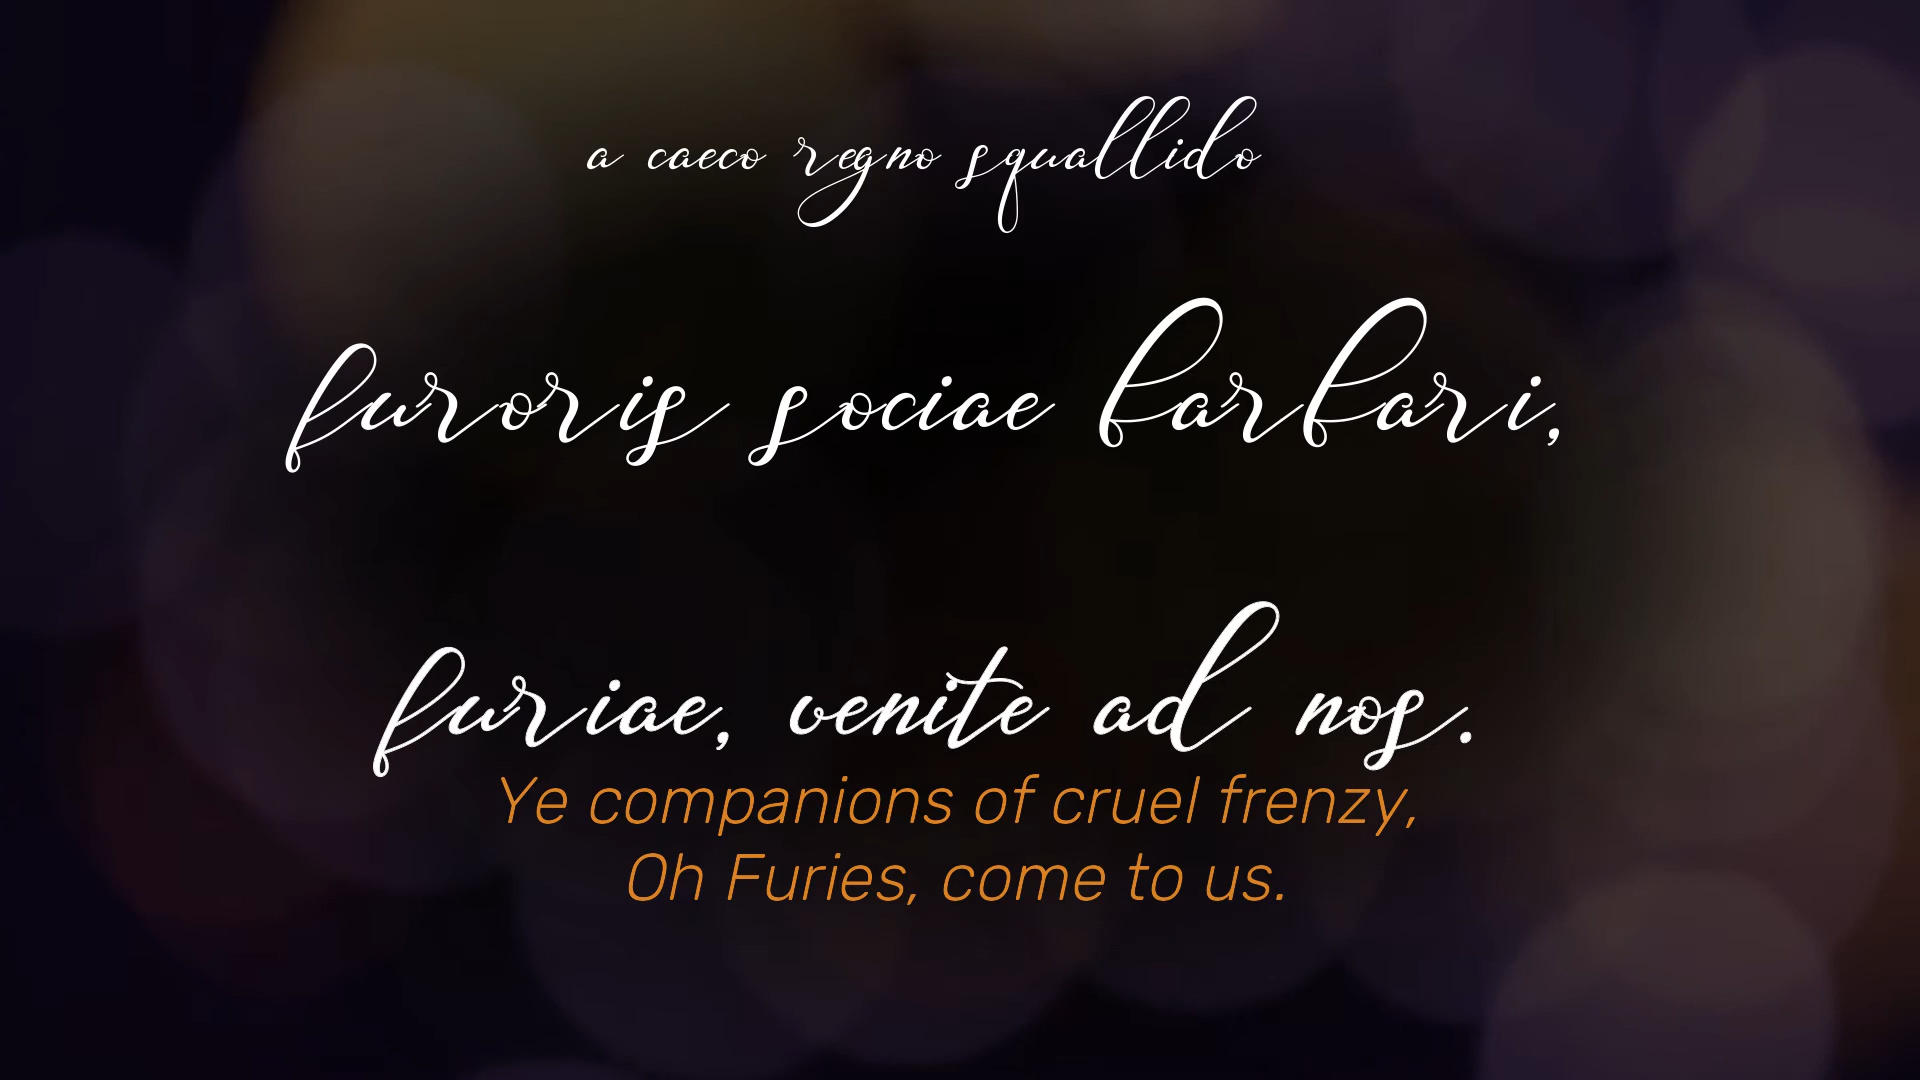 a caeco regno squallido
furoris sociae barbari,
furiae, venite ad nos.
Ye companions of cruel frenzy,
Oh Furies, come to us.